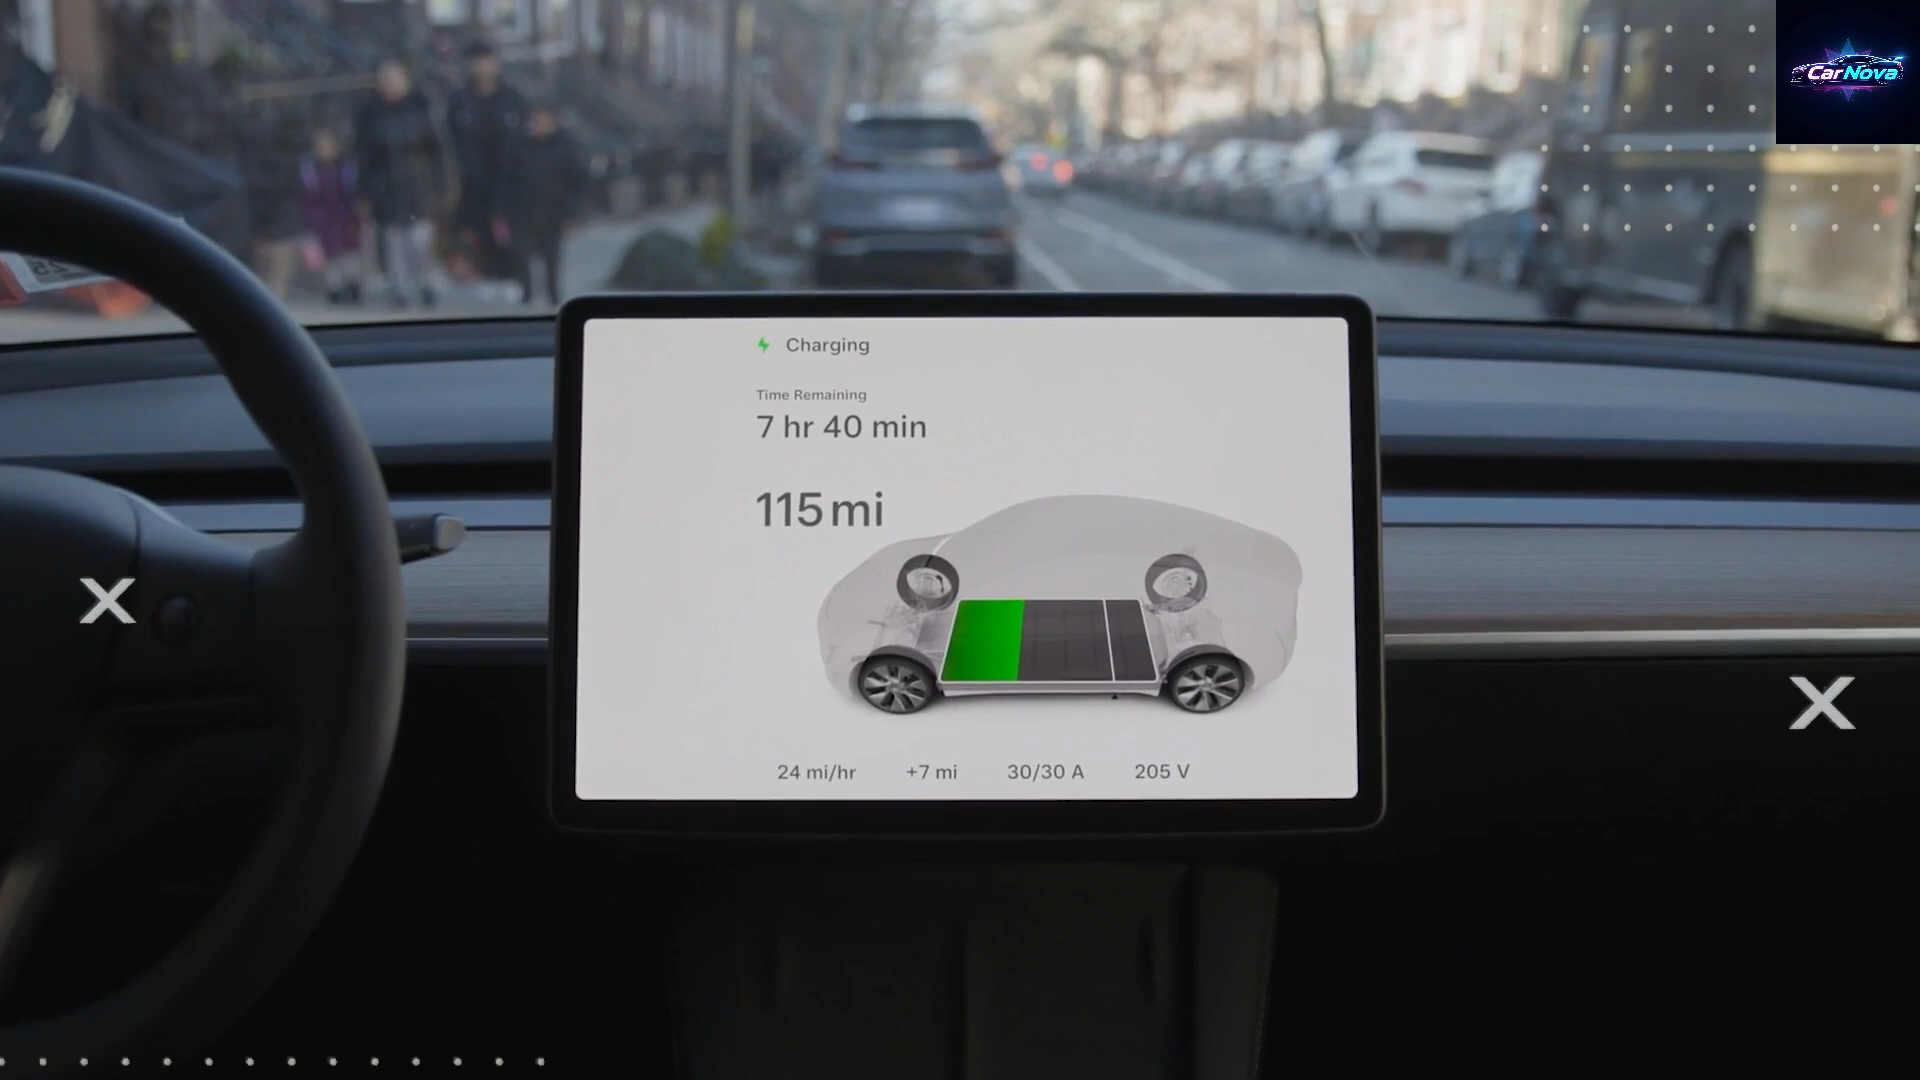 CarNova
Charging
Time Remaining
7 hr 40 min
115 mi
24 mi/hr +7 mi 30/30 A 205 V